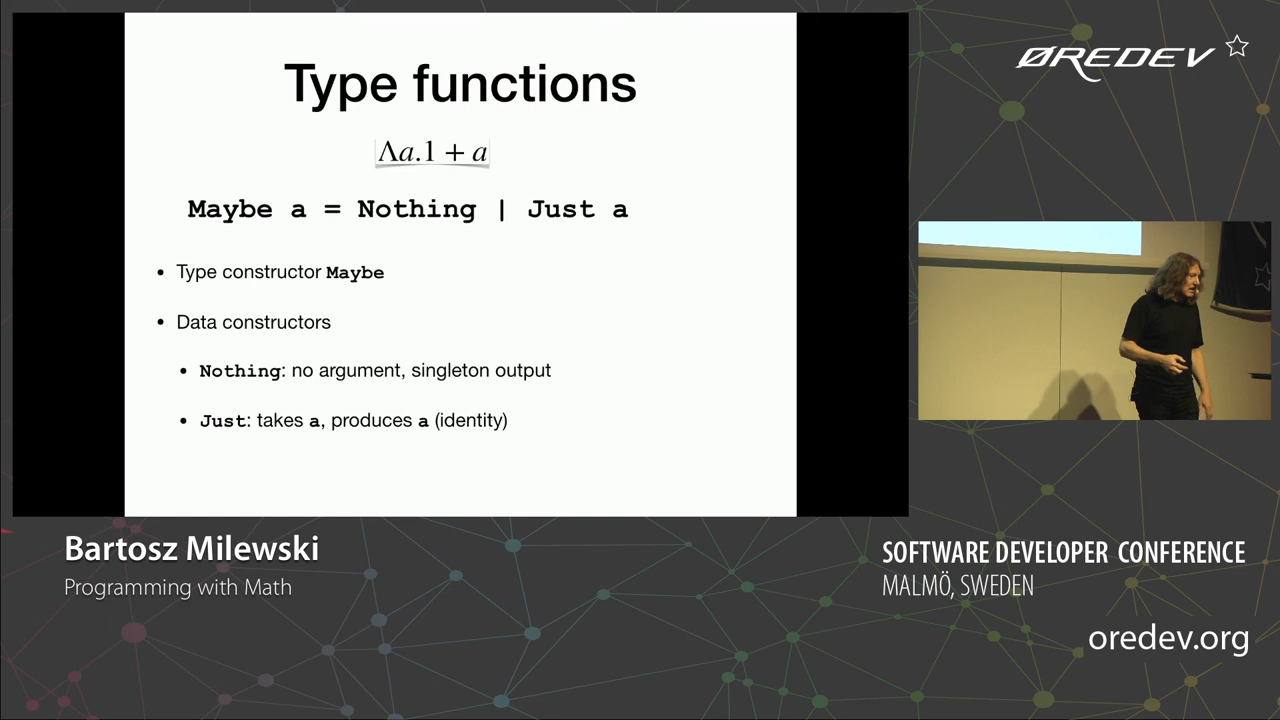 Type functions
Λa.1 + a
Maybe a = Nothing | Just a
• Type constructor Maybe
• Data constructors
• Nothing: no argument, singleton output
• Just: takes a, produces a (identity)
ØREDEV
Bartosz Milewski
Programming with Math
SOFTWARE DEVELOPER CONFERENCE
MALMÖ, SWEDEN
oredev.org